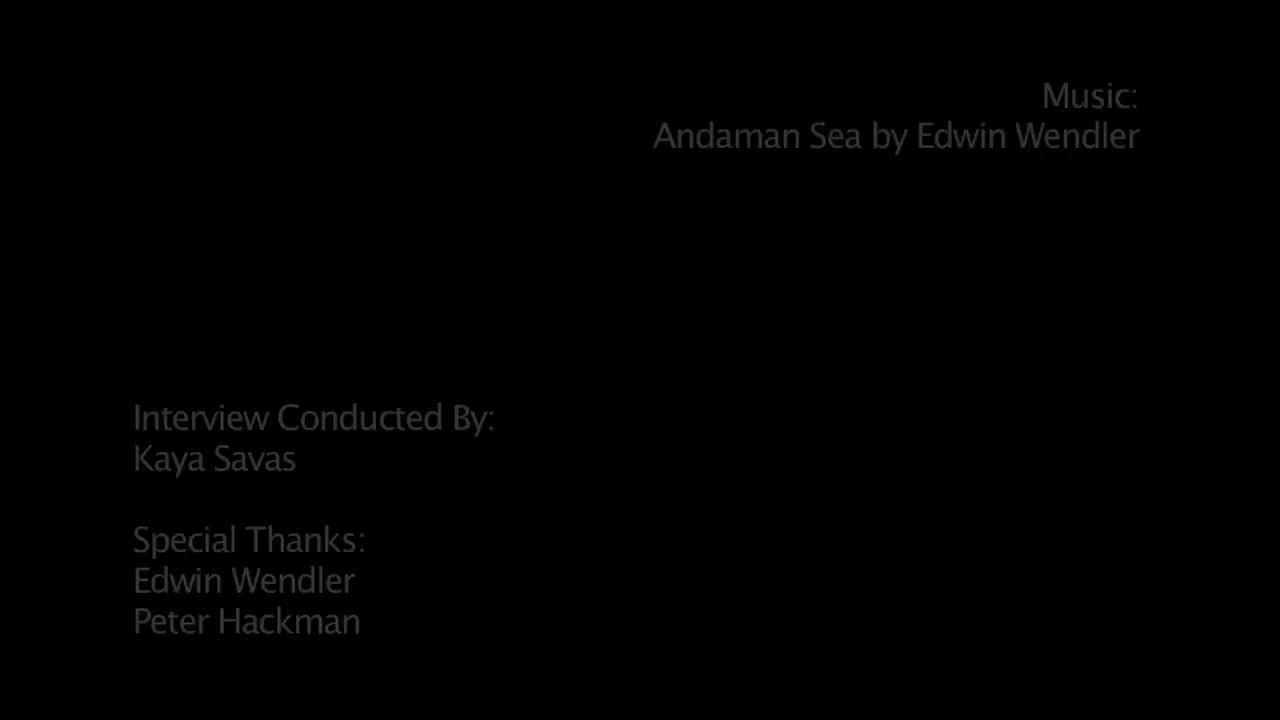 Music:
Andaman Sea by Edwin Wendler
Interview Conducted By:
Kaya Savas
Special Thanks:
Edwin Wendler
Peter Hackman